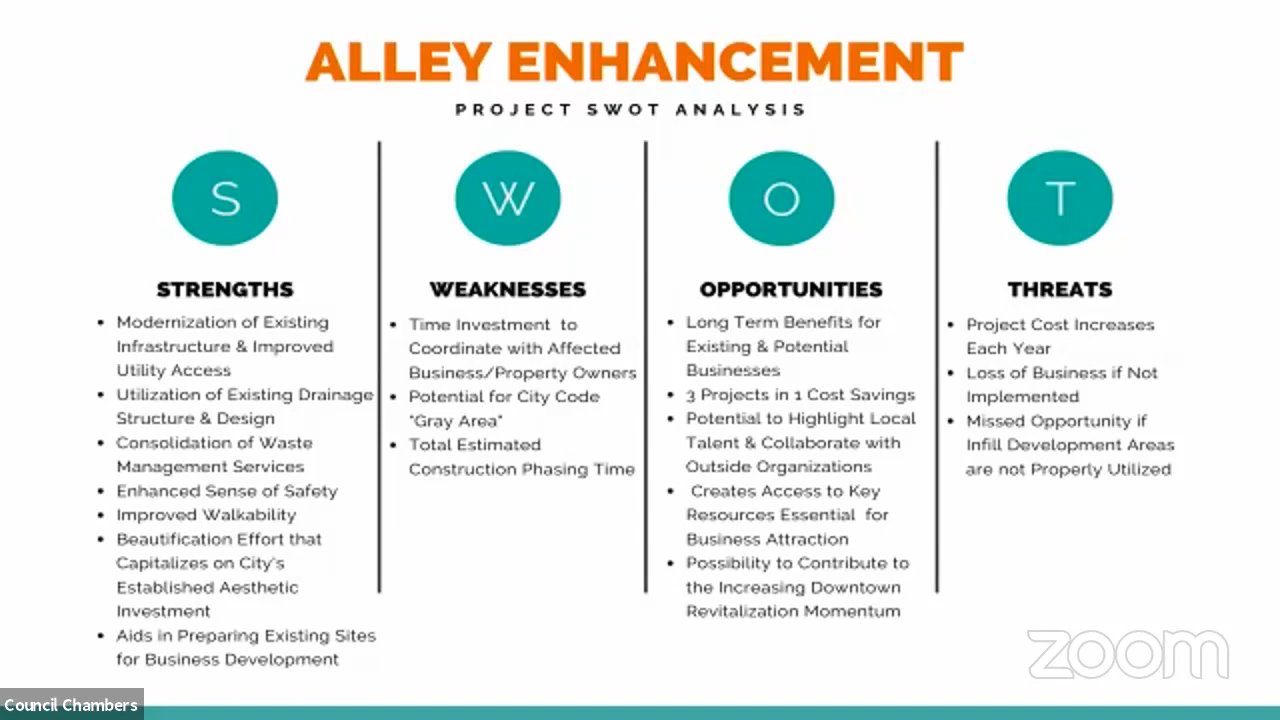 ALLEY ENHANCEMENT
PROJECT SWOT ANALYSIS
S
STRENGTHS
• Modernization of Existing
Infrastructure & Improved
Utility Access
• Utilization of Existing Drainage
Structure & Design
• Consolidation of Waste
Management Services
• Enhanced Sense of Safety
• Improved Walkability
• Beautification Effort that
Capitalizes on City's
Established Aesthetic
Investment
• Aids in Preparing Existing Sites
for Business Development
W
WEAKNESSES
• Time Investment to
Coordinate with Affected
Business/Property Owners
• Potential for City Code
"Gray Area"
• Total Estimated
Construction Phasing Time
O
OPPORTUNITIES
• Long Term Benefits for
Existing & Potential
Businesses
• 3 Projects in 1 Cost Savings
• Potential to Highlight Local
Talent & Collaborate with
Outside Organizations
• Creates Access to Key
Resources Essential for
Business Attraction
• Possibility to Contribute to
the Increasing Downtown
Revitalization Momentum
T
THREATS
• Project Cost Increases
Each Year
• Loss of Business if Not
Implemented
• Missed Opportunity if
Infill Development Areas
are not Properly Utilized
zoom
Council Chambers